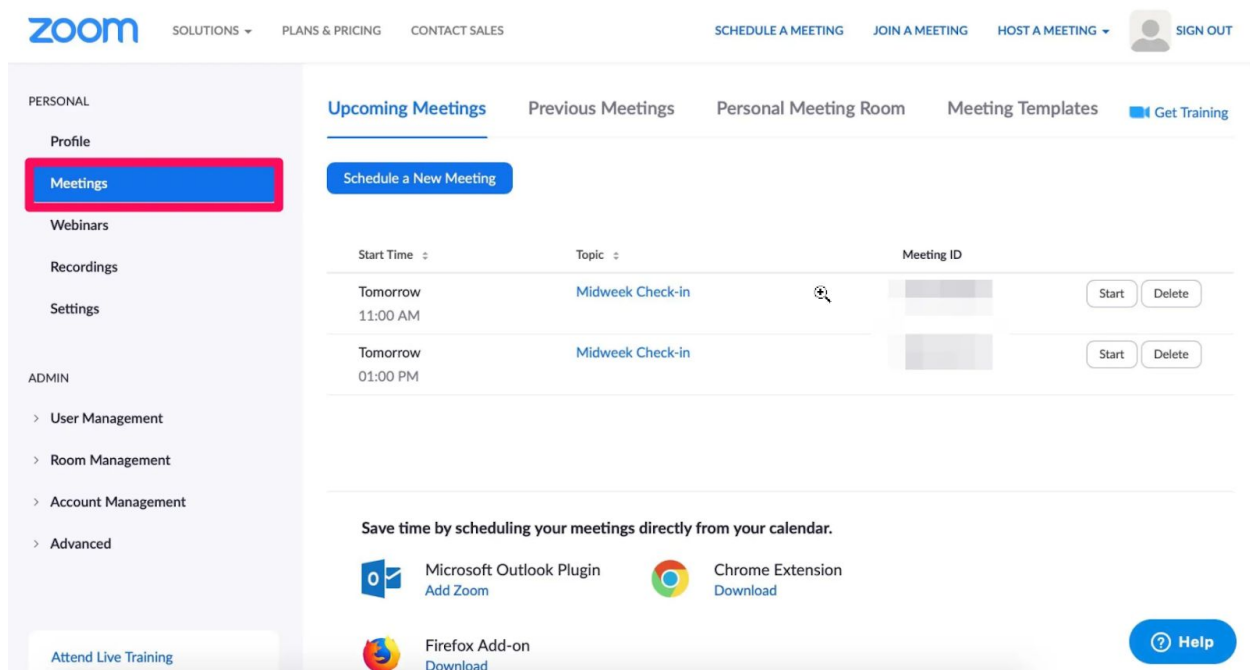 zoom SOLUTIONS PLANS & PRICING CONTACT SALES SCHEDULE A MEETING JOIN A MEETING HOST A MEETING SIGN OUT
PERSONAL
Profile
Meetings
Webinars
Recordings
Settings
ADMIN
User Management
Room Management
Account Management
Advanced
Attend Live Training
Upcoming Meetings Previous Meetings Personal Meeting Room Meeting Templates Get Training
Schedule a New Meeting
Start Time Topic Meeting ID
Tomorrow Midweek Check-in Start Delete
11:00 AM
Tomorrow Midweek Check-in Start Delete
01:00 PM
Save time by scheduling your meetings directly from your calendar.
Microsoft Outlook Plugin Chrome Extension
Add Zoom Download
Firefox Add-on
Download
Help